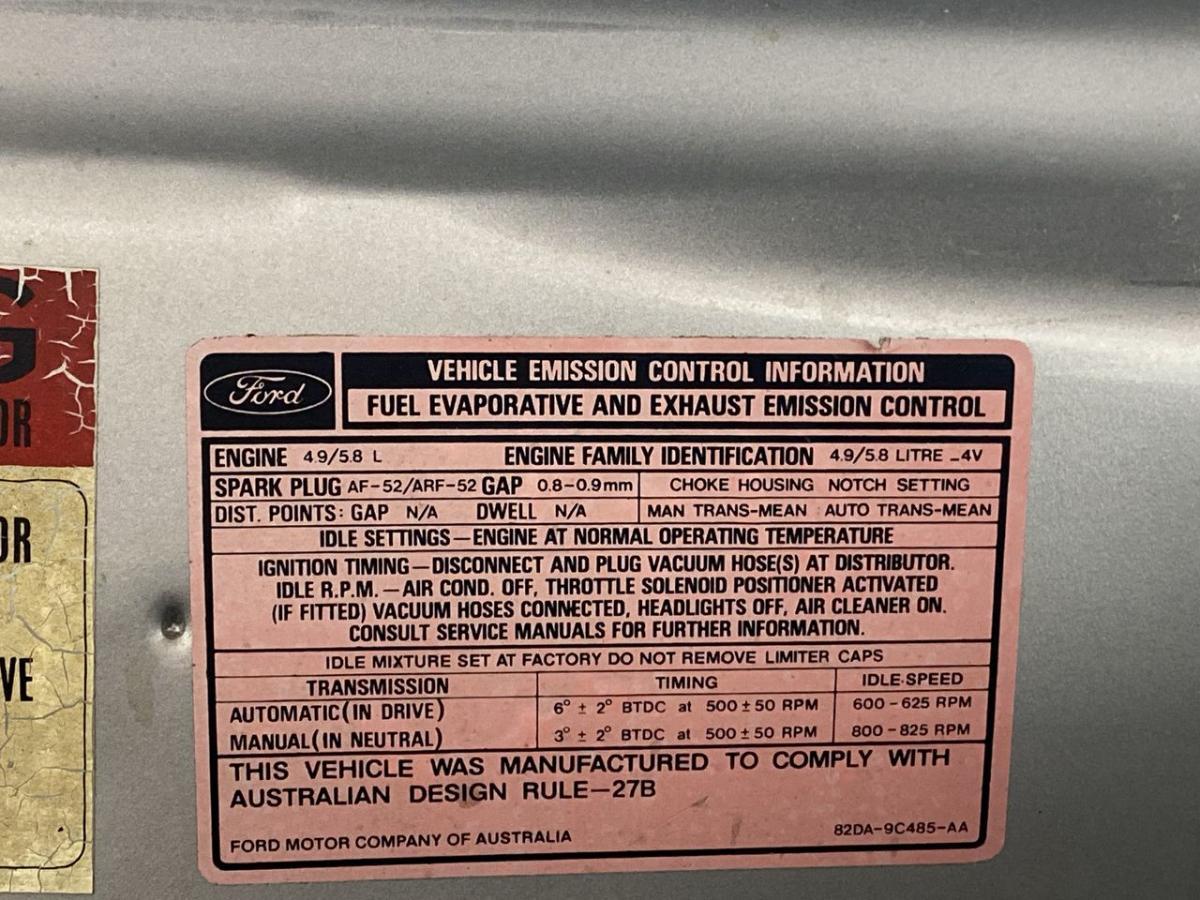 G
OR
OR
VE
Ford
VEHICLE EMISSION CONTROL INFORMATION
FUEL EVAPORATIVE AND EXHAUST EMISSION CONTROL
ENGINE 4.9/5.8 L ENGINE FAMILY IDENTIFICATION 4.9/5.8 LITRE -4V
SPARK PLUG AF-52/ARF-52 GAP 0.8-0.9mm CHOKE HOUSING NOTCH SETTING
DIST. POINTS: GAP N/A DWELL N/A MAN TRANS-MEAN AUTO TRANS-MEAN
IDLE SETTINGS—ENGINE AT NORMAL OPERATING TEMPERATURE
IGNITION TIMING—DISCONNECT AND PLUG VACUUM HOSE(S) AT DISTRIBUTOR.
IDLE R.P.M.—AIR COND. OFF, THROTTLE SOLENOID POSITIONER ACTIVATED
(IF FITTED) VACUUM HOSES CONNECTED, HEADLIGHTS OFF, AIR CLEANER ON.
CONSULT SERVICE MANUALS FOR FURTHER INFORMATION.
IDLE MIXTURE SET AT FACTORY DO NOT REMOVE LIMITER CAPS
TRANSMISSION TIMING IDLE·SPEED
AUTOMATIC(IN DRIVE) 6° ± 2° BTDC at 500 ± 50 RPM 600-625 RPM
MANUAL(IN NEUTRAL) 3° ± 2° BTDC at 500 ± 50 RPM 800-825 RPM
THIS VEHICLE WAS MANUFACTURED TO COMPLY WITH
AUSTRALIAN DESIGN RULE—27B
FORD MOTOR COMPANY OF AUSTRALIA 82DA-9C485-AA